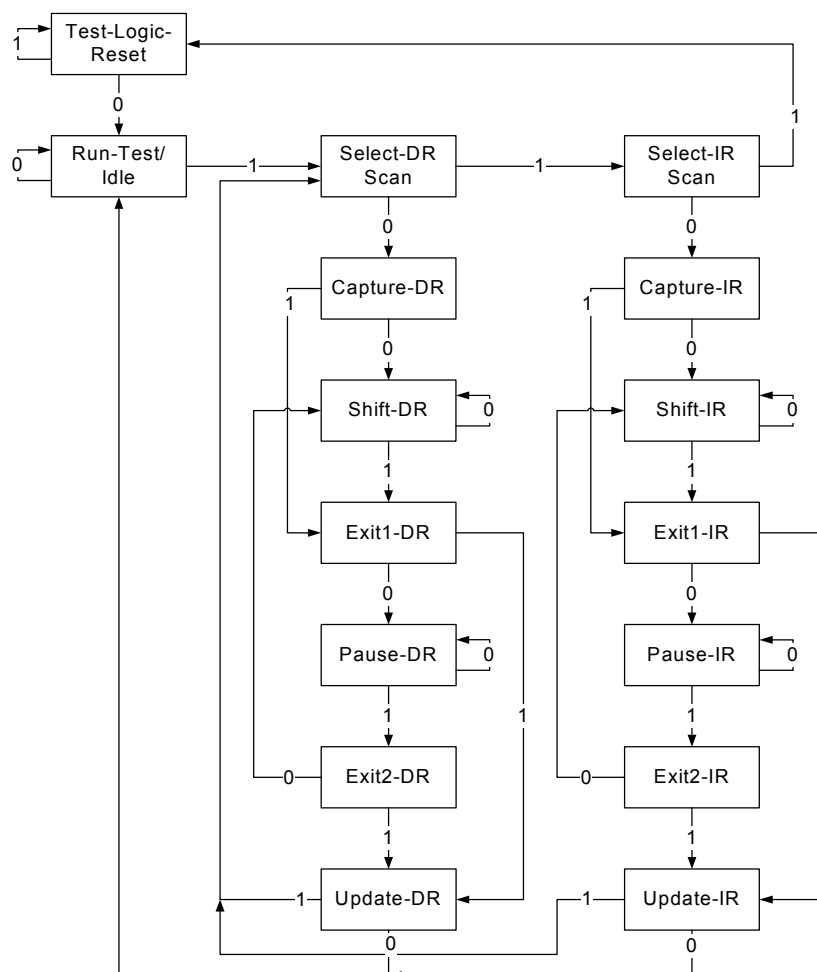 Test-Logic-
Reset
1
0
1
Run-Test/
Idle
0
1
Select-DR
Scan
1
Select-IR
Scan
0
0
Capture-DR
1
Capture-IR
1
0
0
Shift-DR
0
Shift-IR
0
1
1
Exit1-DR
Exit1-IR
0
0
Pause-DR
0
Pause-IR
0
1
1
1
Exit2-DR
0
Exit2-IR
0
1
1
Update-DR
1
Update-IR
1
0
0